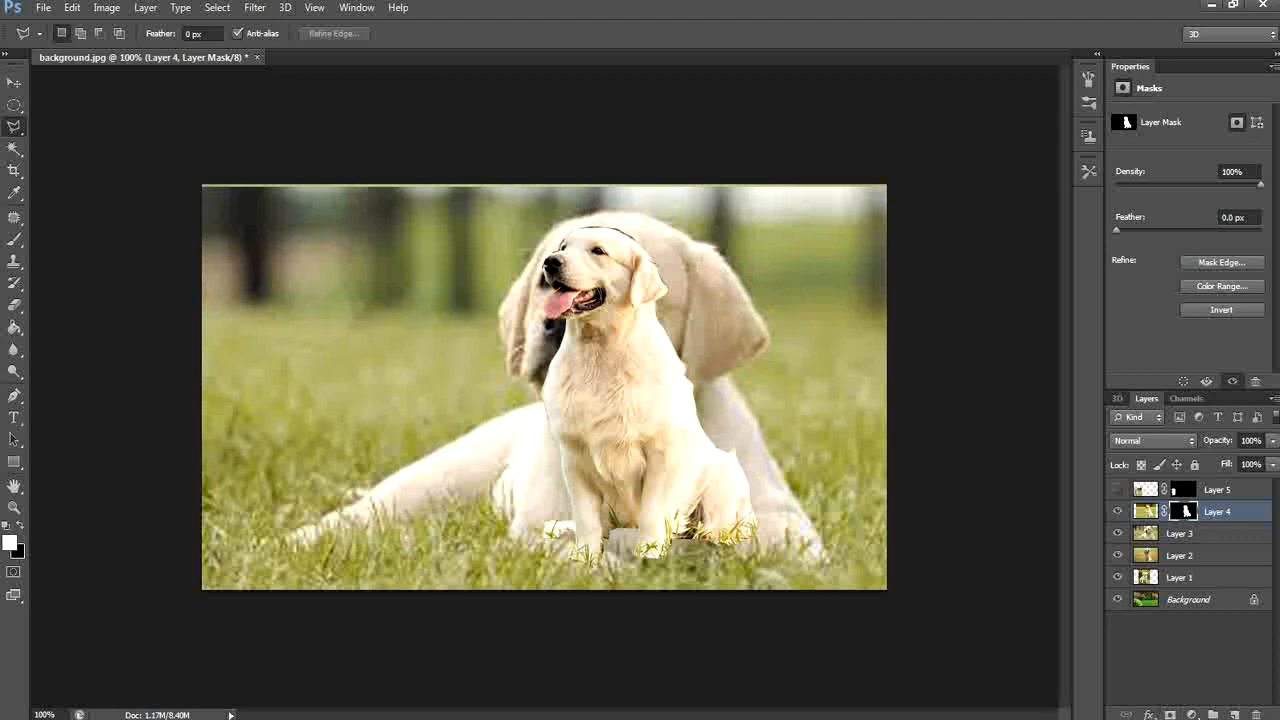 Ps File Edit Image Layer Type Select Filter 3D View Window Help
Feather: 0 px Anti-alias Refine Edge... 3D
background.jpg @ 100% (Layer 4, Layer Mask/8) * ×
Properties
Masks
Layer Mask
Density: 100%
Feather: 0.0 px
Refine: Mask Edge...
Color Range...
Invert
3D Layers Channels
Kind
Normal Opacity: 100%
Lock: Fill: 100%
Layer 5
Layer 4
Layer 3
Layer 2
Layer 1
Background
100% Doc: 1.17M/8.40M